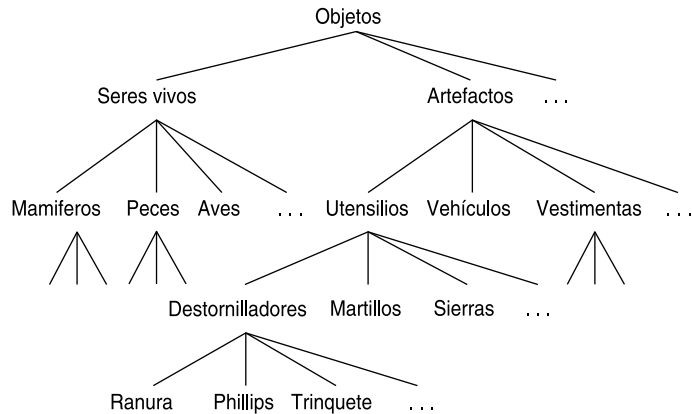 Objetos
Seres vivos Artefactos ...
Mamiferos Peces Aves ... Utensilios Vehículos Vestimentas ...
Destornilladores Martillos Sierras ...
Ranura Phillips Trinquete ...